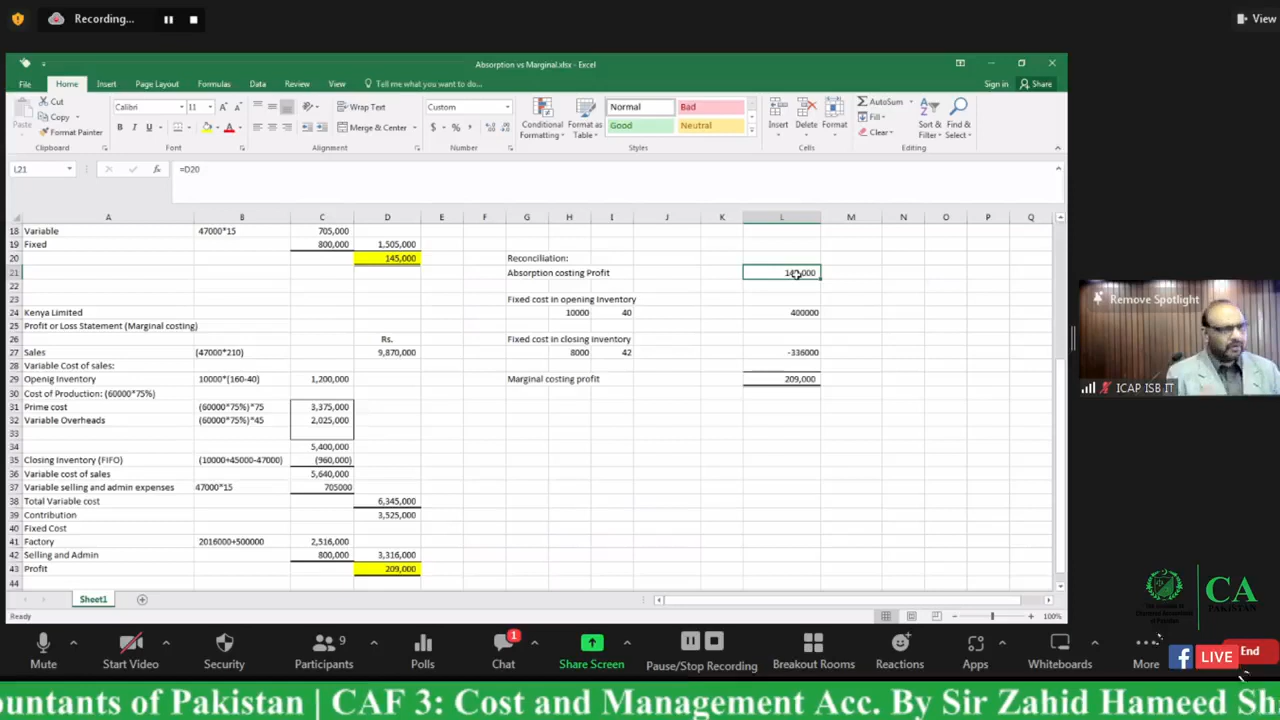 Recording...
View
Absorption vs Marginal.xlsx - Excel
File Home Insert Page Layout Formulas Data Review View Tell me what you want to do... Sign in Share
Cut Calibri 11 Wrap Text Custom Normal Bad AutoSum
Paste Copy Conditional Formatting Format as Table Good Neutral Insert Delete Format Fill Sort & Filter Find & Select
Format Painter B I U Merge & Center $ % , Clear
Clipboard Font Alignment Number Styles Cells Editing
L21 fx =D20
A B C D E F G H I J K L M N O P Q
18 Variable 47000*15 705,000
19 Fixed 800,000 1,505,000
20 145,000 Reconciliation:
21 Absorption costing Profit
22
23 Fixed cost in opening Inventory
24 Kenya Limited 10000 40 400000
25 Profit or Loss Statement (Marginal costing)
26 Rs. Fixed cost in closing inventory
27 Sales (47000*210) 9,870,000 8000 42 -336000
28 Variable Cost of sales:
29 Openig Inventory 10000*(160-40) 1,200,000 Marginal costing profit 209,000
30 Cost of Production: (60000*75%)
31 Prime cost (60000*75%)*75 3,375,000
32 Variable Overheads (60000*75%)*45 2,025,000
33
34 5,400,000
35 Closing Inventory (FIFO) (10000+45000-47000) (960,000)
36 Variable cost of sales 5,640,000
37 Variable selling and admin expenses 47000*15 705000
38 Total Variable cost 6,345,000
39 Contribution 3,525,000
40 Fixed Cost
41 Factory 2016000+500000 2,516,000
42 Selling and Admin 800,000 3,316,000
43 Profit 209,000
44
Sheet1
Ready 100%
Remove Spotlight
ICAP ISB IT
CA
PAKISTAN
Mute Start Video Security Participants 9 Polls Chat 1 Share Screen Pause/Stop Recording Breakout Rooms Reactions Apps Whiteboards More End
LIVE
ountants of Pakistan | CAF 3: Cost and Management Acc. By Sir Zahid Hameed She